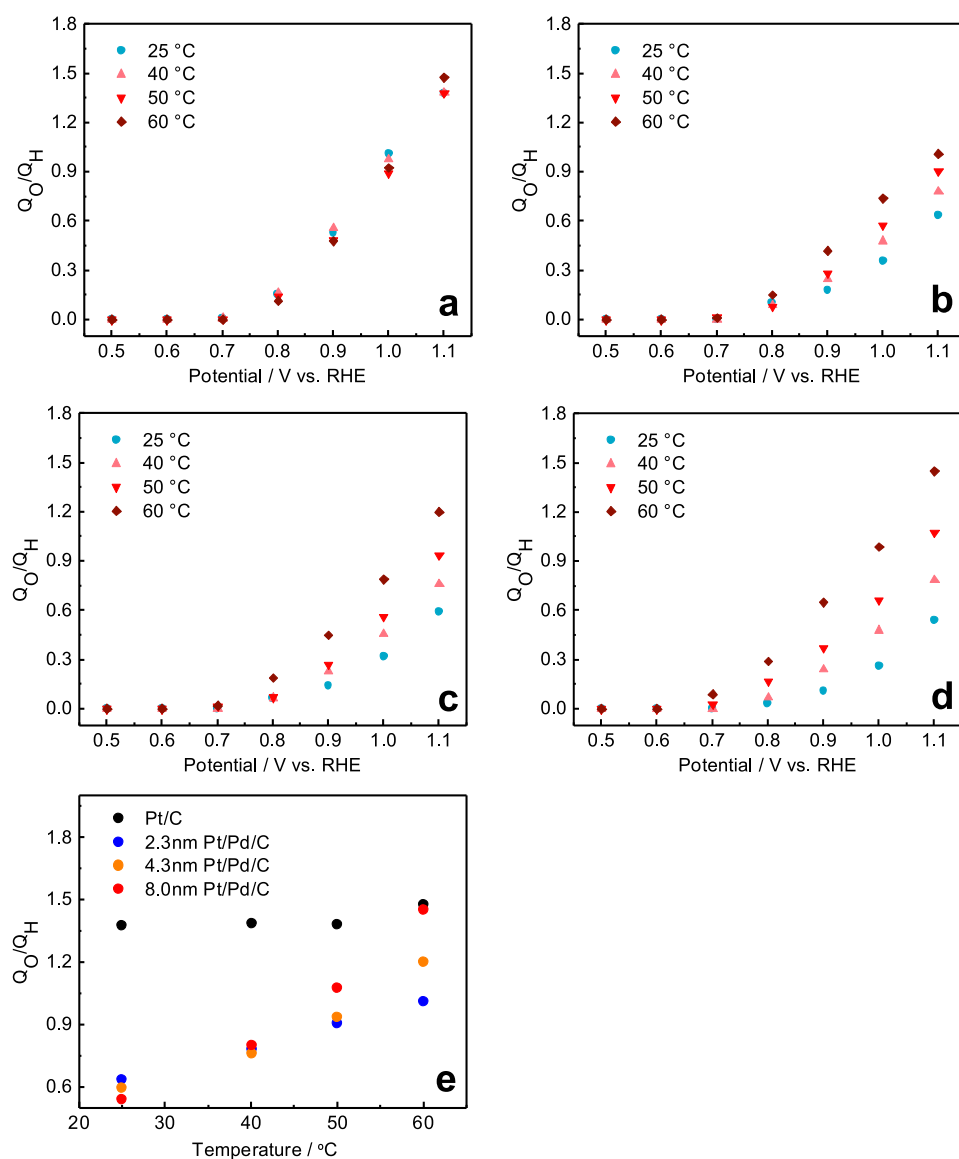 1.8
1.5
1.2
0.9
0.6
0.3
0.0
Q_O/Q_H
25 °C
40 °C
50 °C
60 °C
a
0.5 0.6 0.7 0.8 0.9 1.0 1.1
Potential / V vs. RHE
1.8
1.5
1.2
0.9
0.6
0.3
0.0
Q_O/Q_H
25 °C
40 °C
50 °C
60 °C
b
0.5 0.6 0.7 0.8 0.9 1.0 1.1
Potential / V vs. RHE
1.8
1.5
1.2
0.9
0.6
0.3
0.0
Q_O/Q_H
25 °C
40 °C
50 °C
60 °C
c
0.5 0.6 0.7 0.8 0.9 1.0 1.1
Potential / V vs. RHE
1.8
1.5
1.2
0.9
0.6
0.3
0.0
Q_O/Q_H
25 °C
40 °C
50 °C
60 °C
d
0.5 0.6 0.7 0.8 0.9 1.0 1.1
Potential / V vs. RHE
1.8
1.5
1.2
0.9
0.6
Q_O/Q_H
Pt/C
2.3nm Pt/Pd/C
4.3nm Pt/Pd/C
8.0nm Pt/Pd/C
e
20 30 40 50 60
Temperature / °C